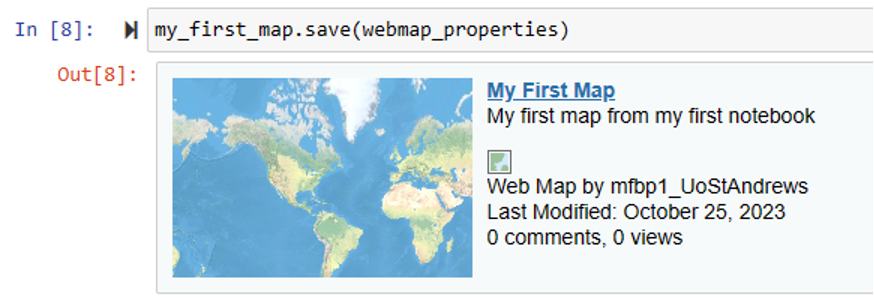 In [8]: my_first_map.save(webmap_properties)
Out[8]:
My First Map
My first map from my first notebook
Web Map by mfbp1_UoStAndrews
Last Modified: October 25, 2023
0 comments, 0 views